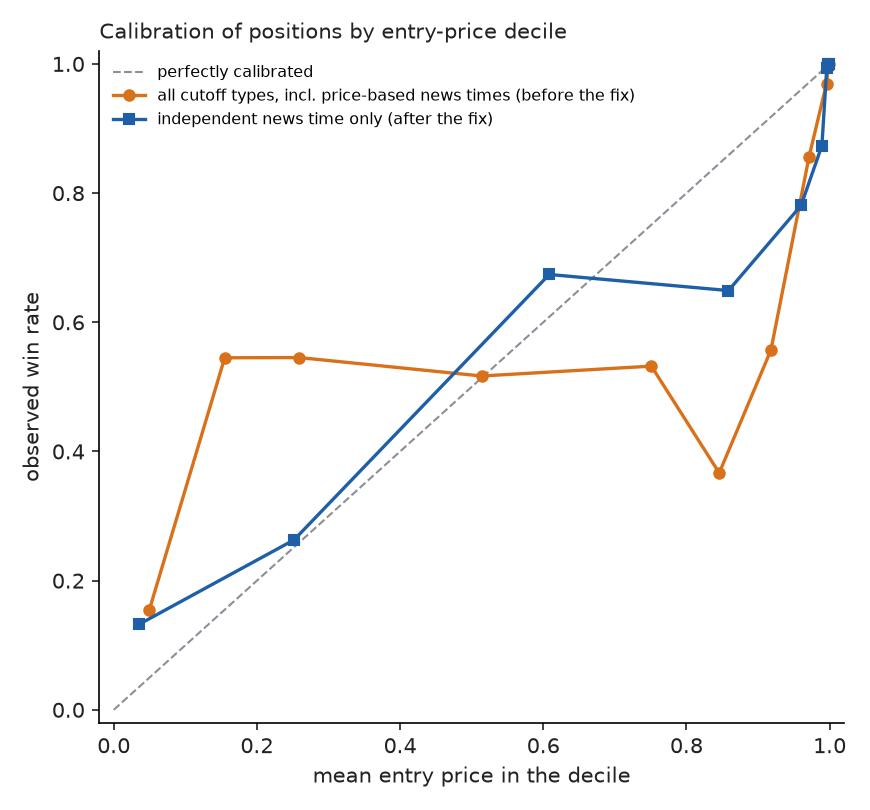 Calibration of positions by entry-price decile
perfectly calibrated
all cutoff types, incl. price-based news times (before the fix)
independent news time only (after the fix)
observed win rate
1.0
0.8
0.6
0.4
0.2
0.0
0.0 0.2 0.4 0.6 0.8 1.0
mean entry price in the decile